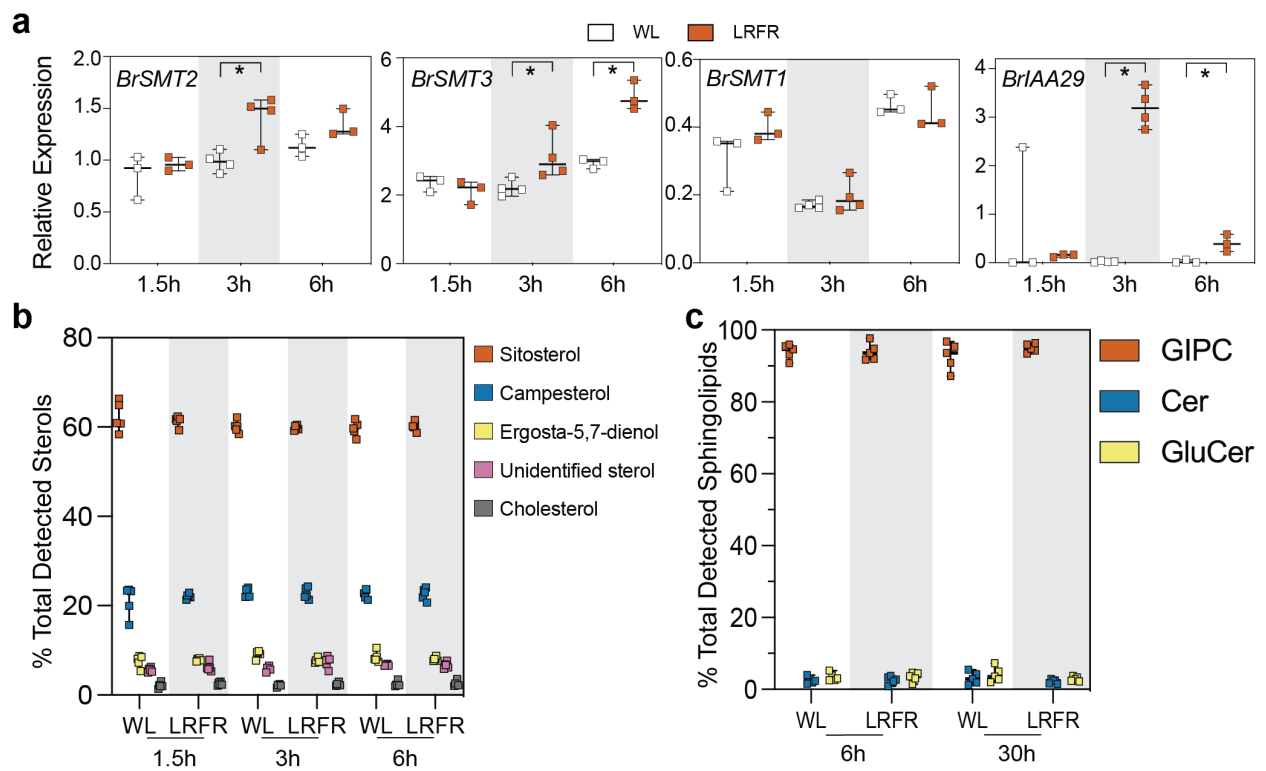 a
WL LRFR
Relative Expression
BrSMT2
2.0
1.5
1.0
0.5
0.0
*
1.5h 3h 6h
BrSMT3
6
4
2
0
* *
1.5h 3h 6h
BrSMT1
0.6
0.4
0.2
0.0
1.5h 3h 6h
BrIAA29
4
3
2
1
0
* *
1.5h 3h 6h
b
% Total Detected Sterols
80
60
40
20
0
WL LRFR WL LRFR WL LRFR
1.5h 3h 6h
Sitosterol
Campesterol
Ergosta-5,7-dienol
Unidentified sterol
Cholesterol
c
% Total Detected Sphingolipids
100
80
60
40
20
0
WL LRFR WL LRFR
6h 30h
GIPC
Cer
GluCer